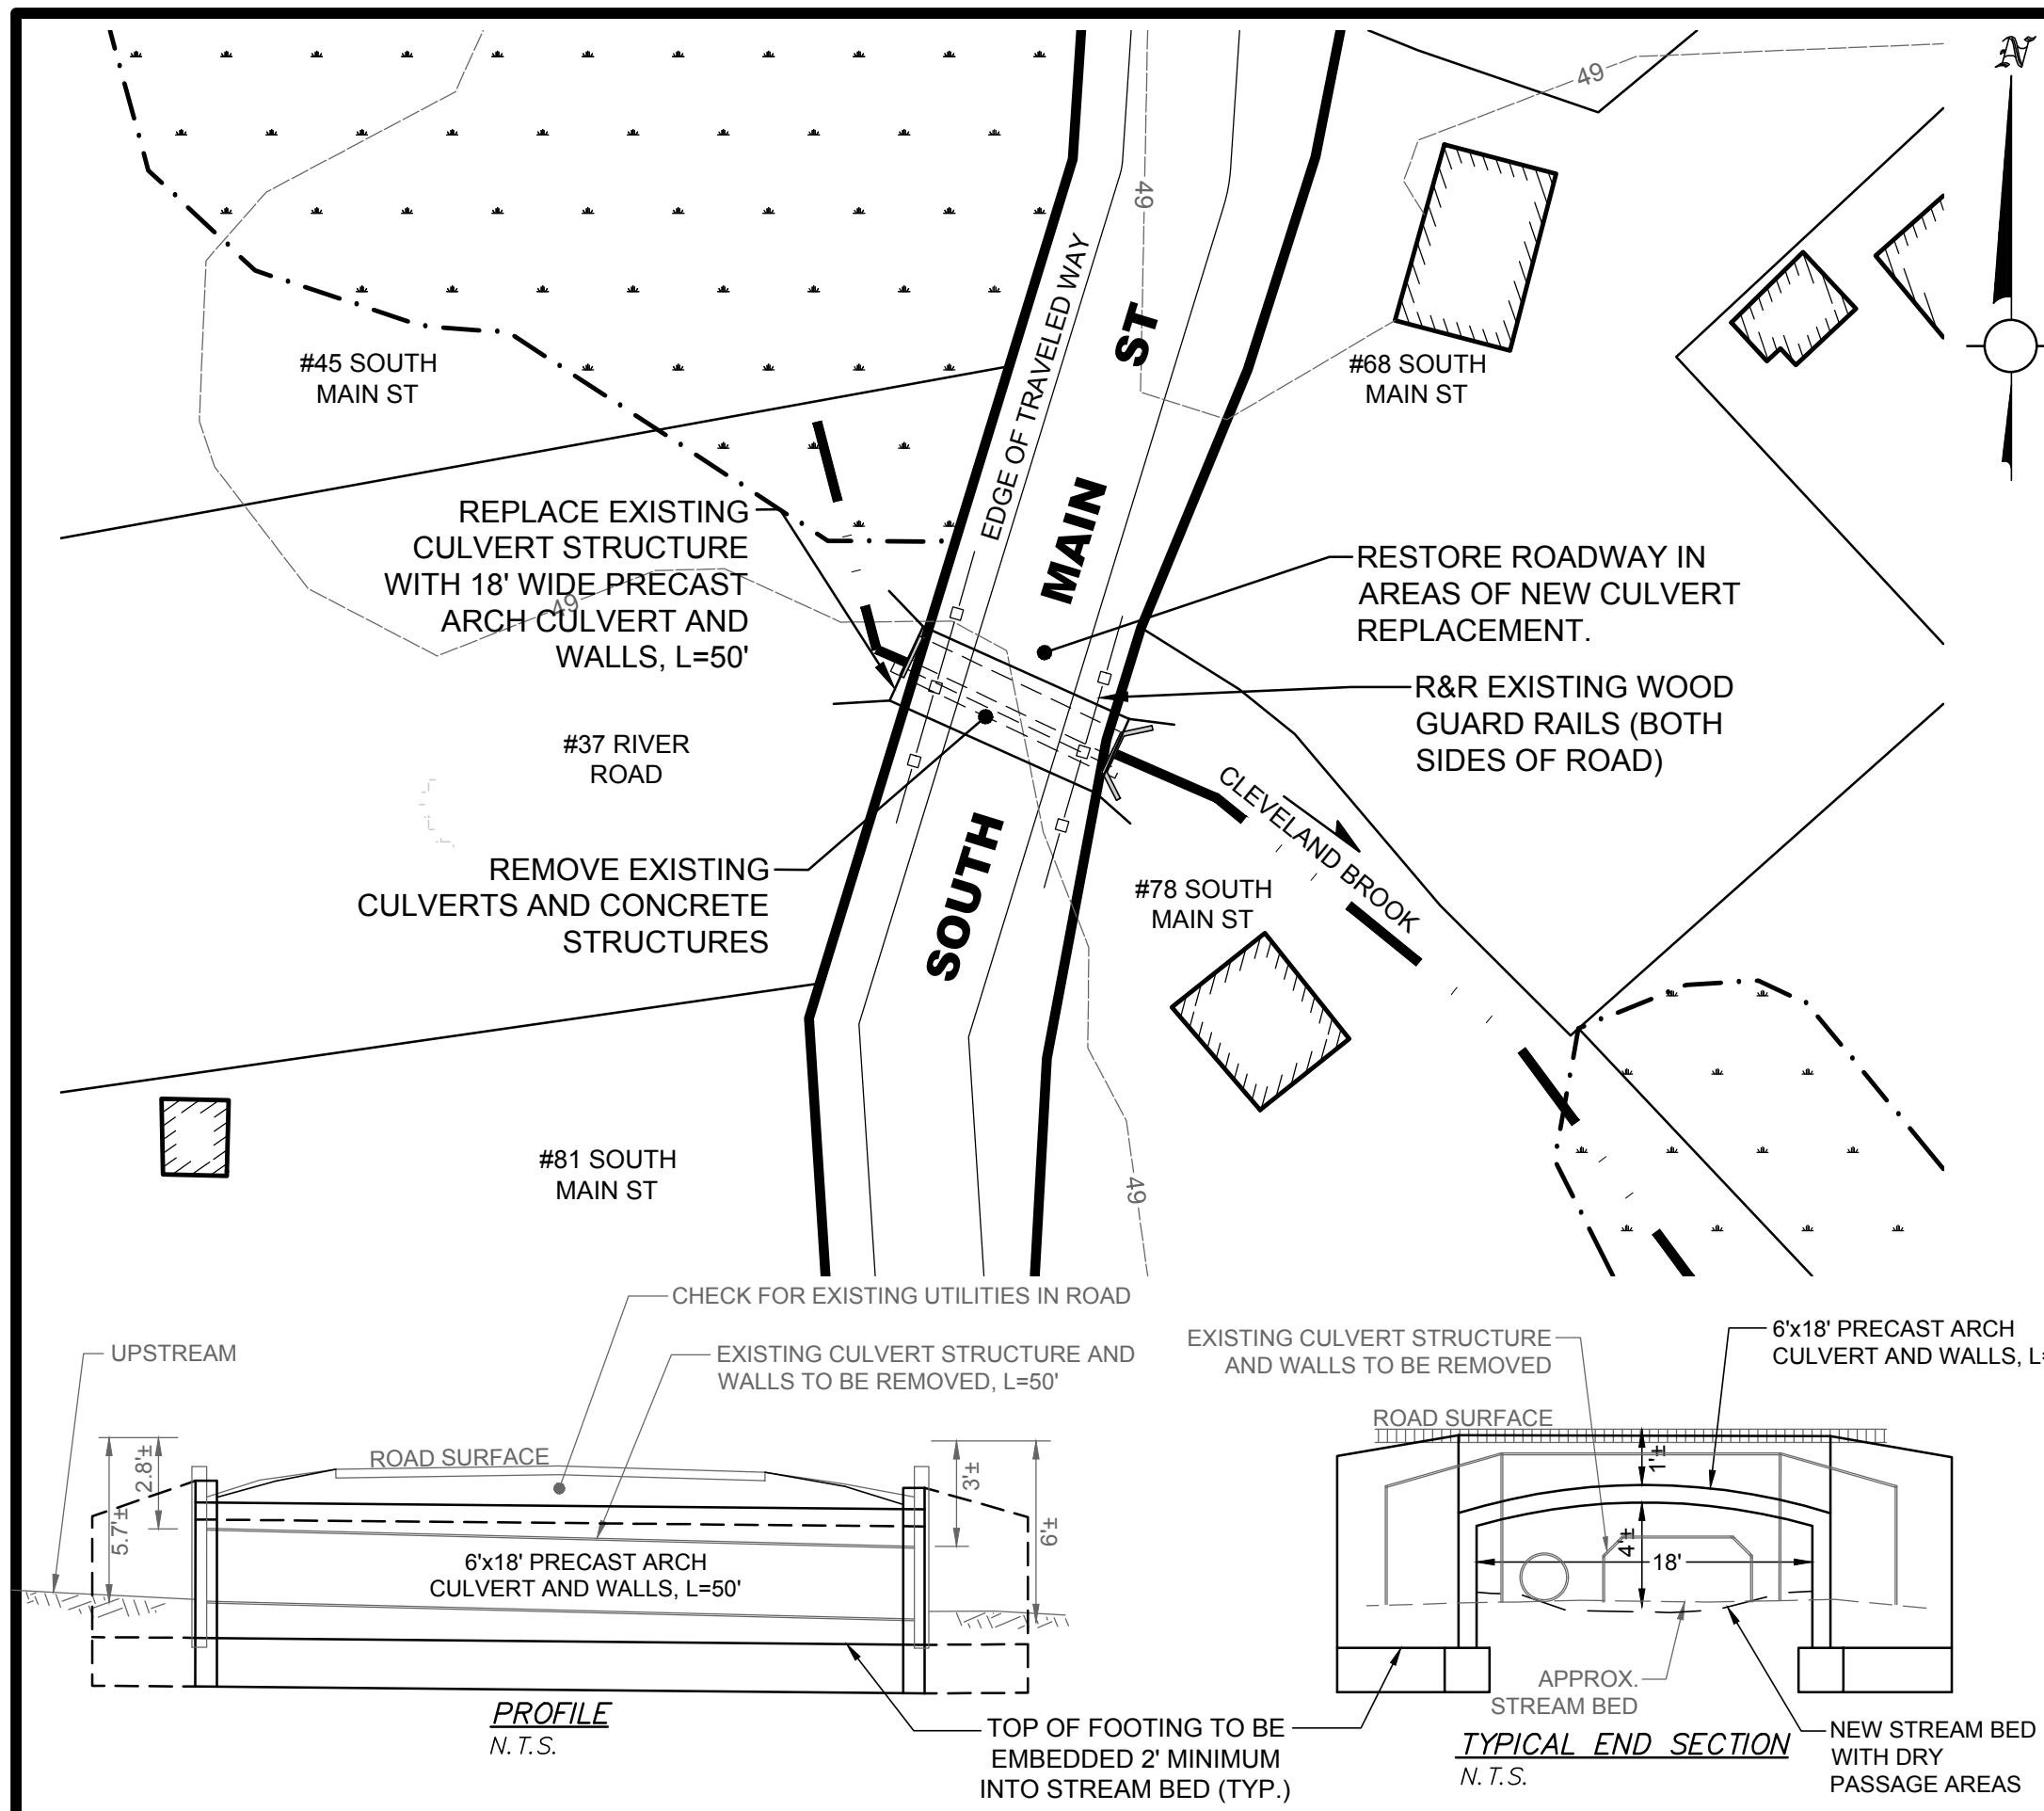 N
49
49
EDGE OF TRAVELED WAY
SOUTH MAIN ST
#45 SOUTH
MAIN ST
#68 SOUTH
MAIN ST
REPLACE EXISTING
CULVERT STRUCTURE
WITH 18' WIDE PRECAST
ARCH CULVERT AND
WALLS, L=50'
49
RESTORE ROADWAY IN
AREAS OF NEW CULVERT
REPLACEMENT.
R&R EXISTING WOOD
GUARD RAILS (BOTH
SIDES OF ROAD)
#37 RIVER
ROAD
CLEVELAND BROOK
REMOVE EXISTING
CULVERTS AND CONCRETE
STRUCTURES
#78 SOUTH
MAIN ST
#81 SOUTH
MAIN ST
49
CHECK FOR EXISTING UTILITIES IN ROAD
UPSTREAM
EXISTING CULVERT STRUCTURE AND
WALLS TO BE REMOVED, L=50'
ROAD SURFACE
2.8'±
5.7'±
3'±
6'±
6'x18' PRECAST ARCH
CULVERT AND WALLS, L=50'
PROFILE
N.T.S.
TOP OF FOOTING TO BE
EMBEDDED 2' MINIMUM
INTO STREAM BED (TYP.)
EXISTING CULVERT STRUCTURE
AND WALLS TO BE REMOVED
6'x18' PRECAST ARCH
CULVERT AND WALLS, L=
ROAD SURFACE
1'±
4'±
18'
APPROX.
STREAM BED
TYPICAL END SECTION
N.T.S.
NEW STREAM BED
WITH DRY
PASSAGE AREAS